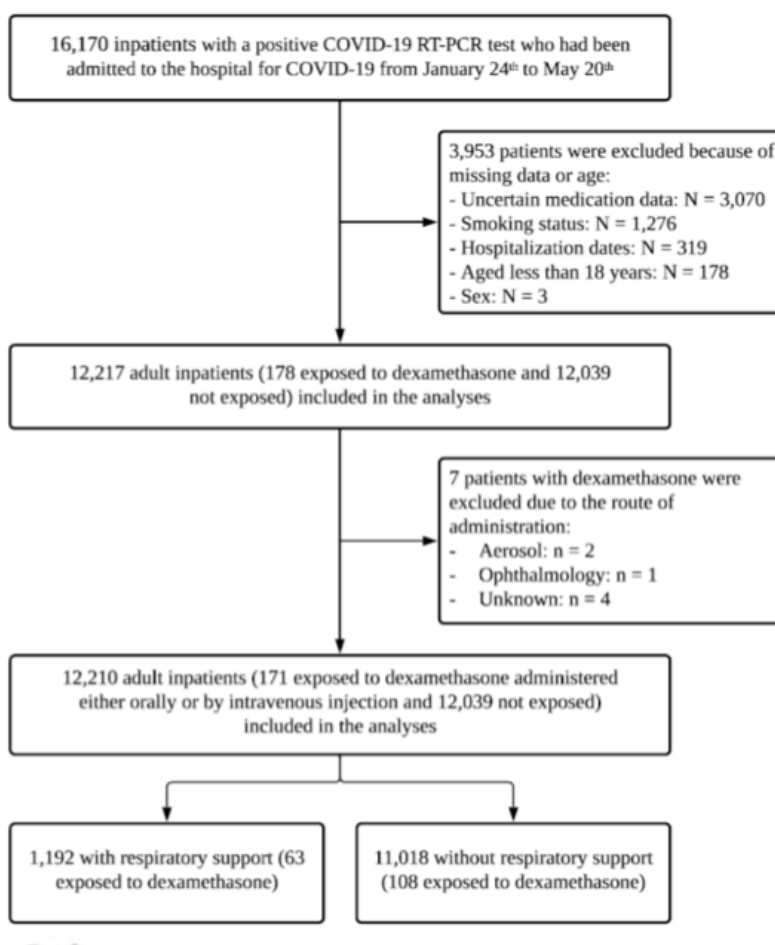 16,170 inpatients with a positive COVID-19 RT-PCR test who had been
admitted to the hospital for COVID-19 from January 24th to May 20th
3,953 patients were excluded because of
missing data or age:
- Uncertain medication data: N = 3,070
- Smoking status: N = 1,276
- Hospitalization dates: N = 319
- Aged less than 18 years: N = 178
- Sex: N = 3
12,217 adult inpatients (178 exposed to dexamethasone and 12,039
not exposed) included in the analyses
7 patients with dexamethasone were
excluded due to the route of
administration:
- Aerosol: n = 2
- Ophthalmology: n = 1
- Unknown: n = 4
12,210 adult inpatients (171 exposed to dexamethasone administered
either orally or by intravenous injection and 12,039 not exposed)
included in the analyses
1,192 with respiratory support (63
exposed to dexamethasone)
11,018 without respiratory support
(108 exposed to dexamethasone)